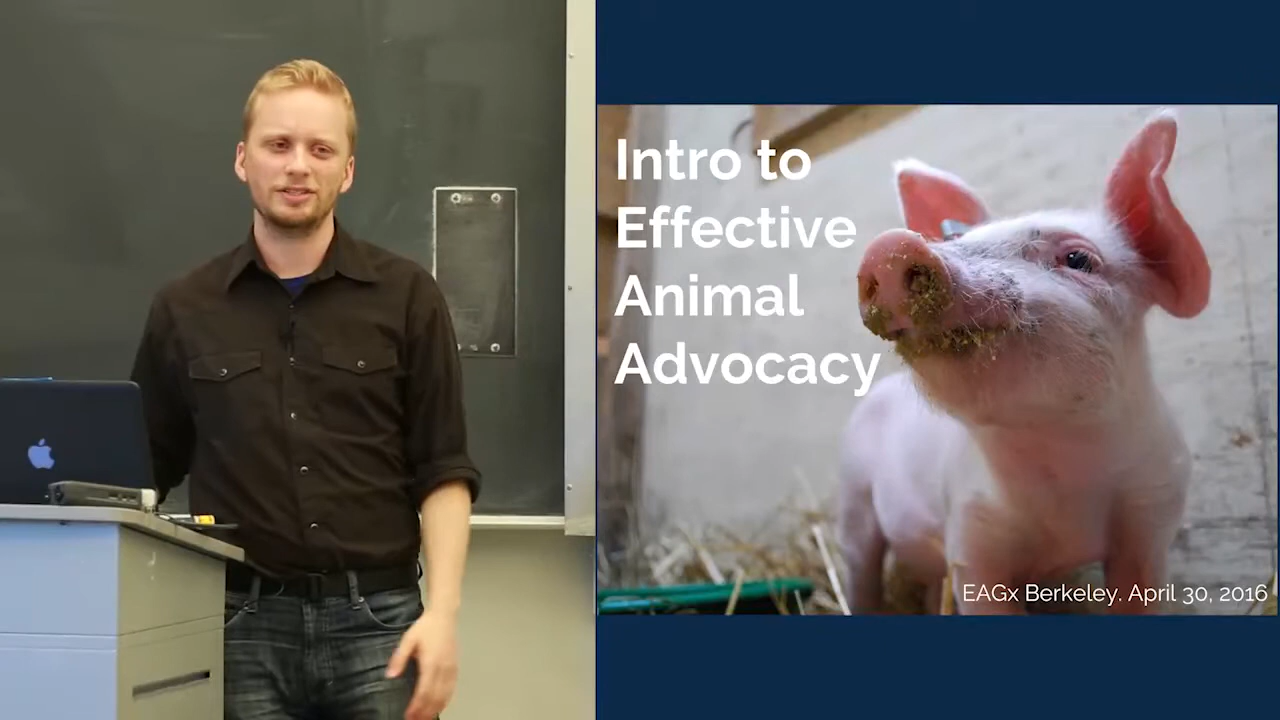 Intro to
Effective
Animal
Advocacy
EAGx Berkeley. April 30, 2016